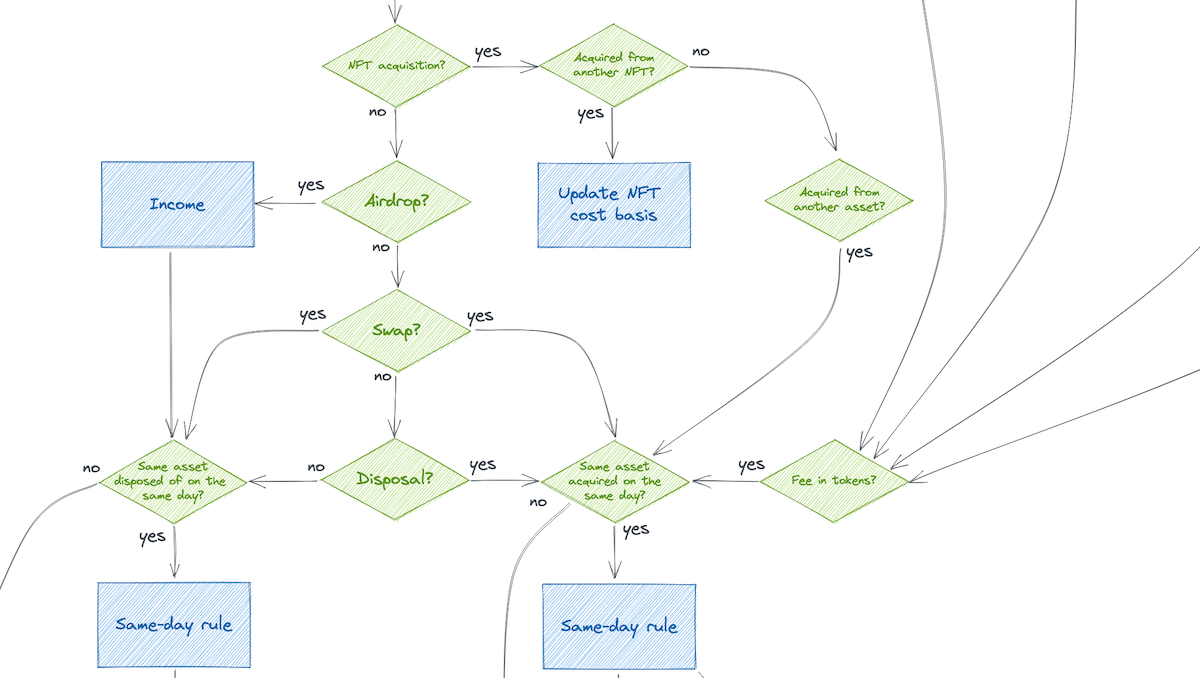 NFT acquisition?
yes
Acquired from
another NFT?
no
no
yes
Income
yes
Airdrop?
Update NFT
cost basis
Acquired from
another asset?
no
yes
yes
Swap?
yes
no
no
Same asset
disposed of on the
same day?
no
Disposal?
yes
Same asset
acquired on the
same day?
yes
Fee in tokens?
no
yes
yes
Same-day rule
Same-day rule